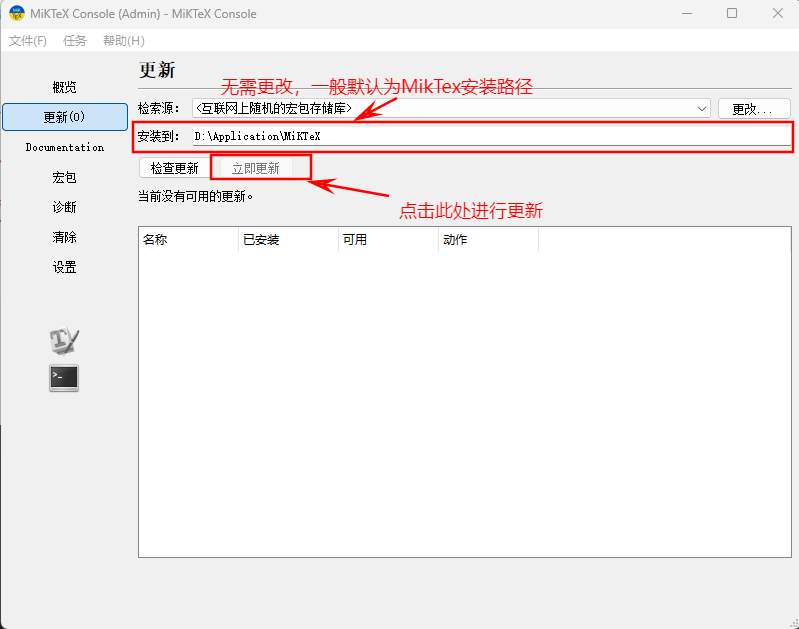 MiKTeX Console (Admin) - MiKTeX Console
文件(F) 任务 帮助(H)
概览
更新(0)
Documentation
宏包
诊断
清除
设置
更新
无需更改，一般默认为MikTex安装路径
检索源: <互联网上随机的宏包存储库> 更改...
安装到: D:\Application\MiKTeX
检查更新 立即更新
当前没有可用的更新。
点击此处进行更新
名称 已安装 可用 动作